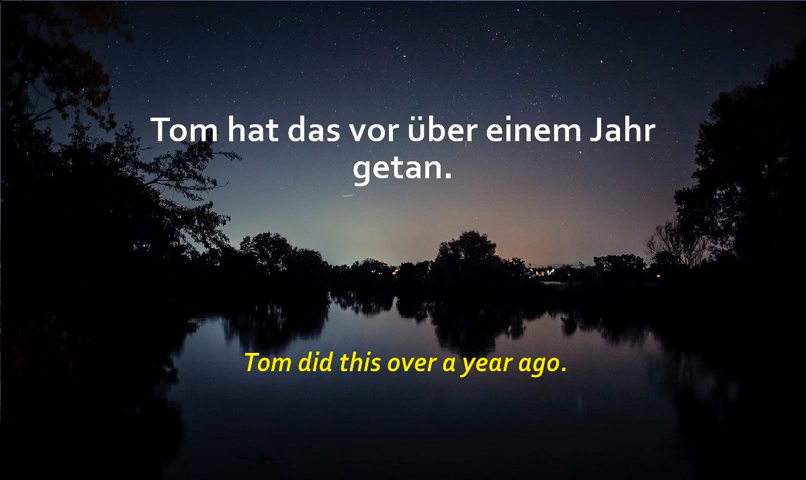 Tom hat das vor über einem Jahr
getan.
Tom did this over a year ago.